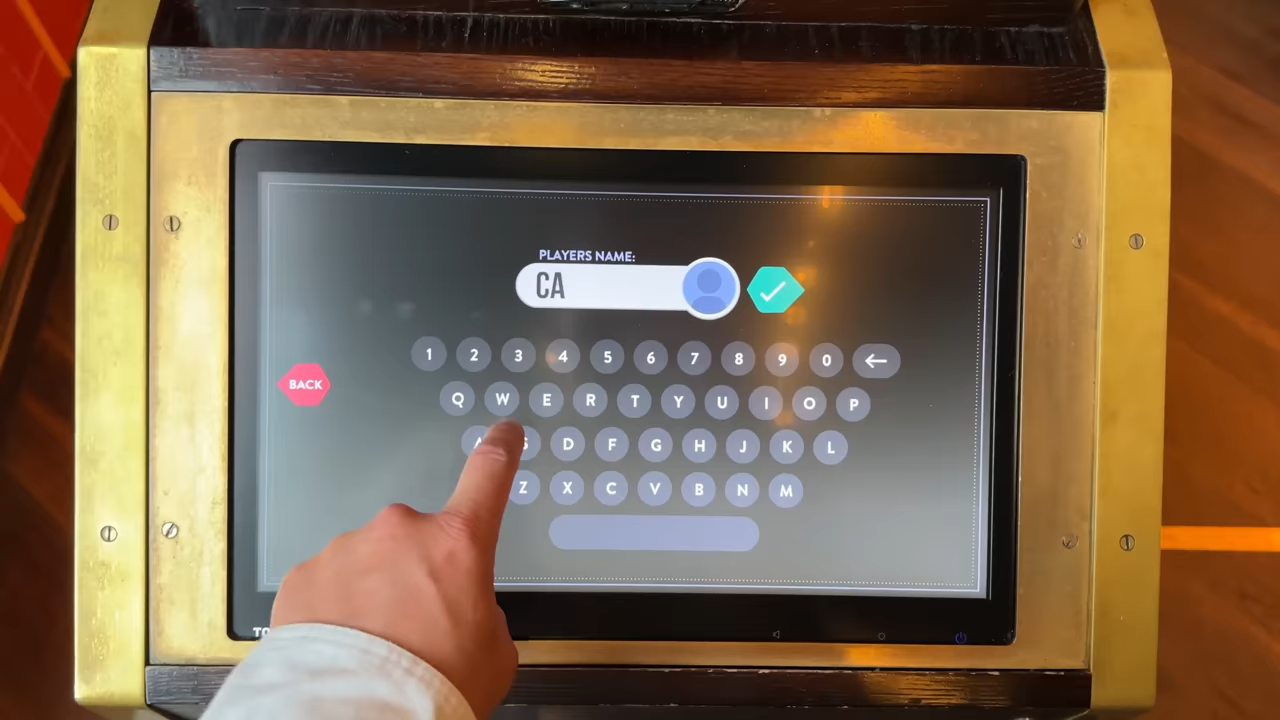 PLAYERS NAME:
CA
1 2 3 4 5 6 7 8 9 0 ←
BACK
Q W E R T Y U I O P
A S D F G H J K L
Z X C V B N M